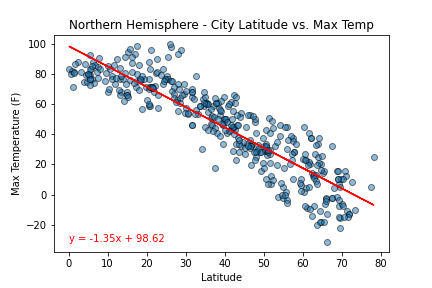 Northern Hemisphere - City Latitude vs. Max Temp
Max Temperature (F)
100
80
60
40
20
0
−20
y = -1.35x + 98.62
0 10 20 30 40 50 60 70 80
Latitude